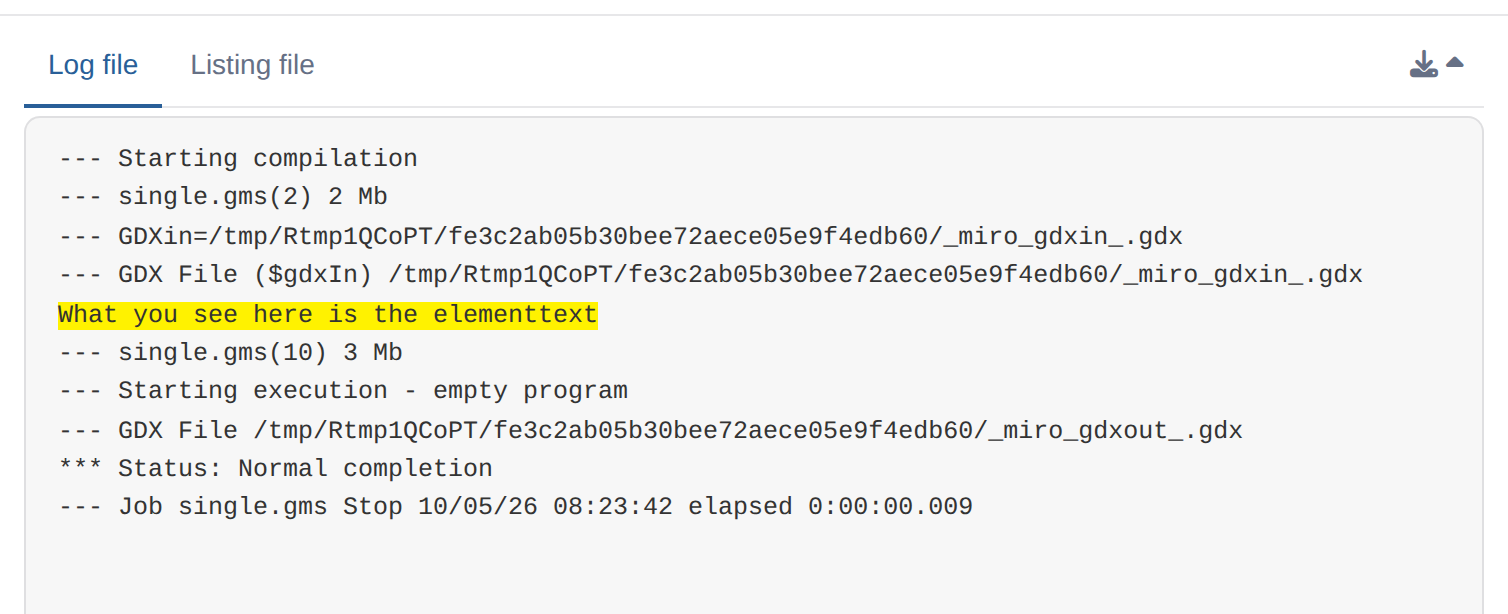 Log file
Listing file
--- Starting compilation
--- single.gms(2) 2 Mb
--- GDXin=/tmp/Rtmp1QCoPT/fe3c2ab05b30bee72aece05e9f4edb60/_miro_gdxin_.gdx
--- GDX File ($gdxIn) /tmp/Rtmp1QCoPT/fe3c2ab05b30bee72aece05e9f4edb60/_miro_gdxin_.gdx
What you see here is the elementtext
--- single.gms(10) 3 Mb
--- Starting execution - empty program
--- GDX File /tmp/Rtmp1QCoPT/fe3c2ab05b30bee72aece05e9f4edb60/_miro_gdxout_.gdx
*** Status: Normal completion
--- Job single.gms Stop 10/05/26 08:23:42 elapsed 0:00:00.009